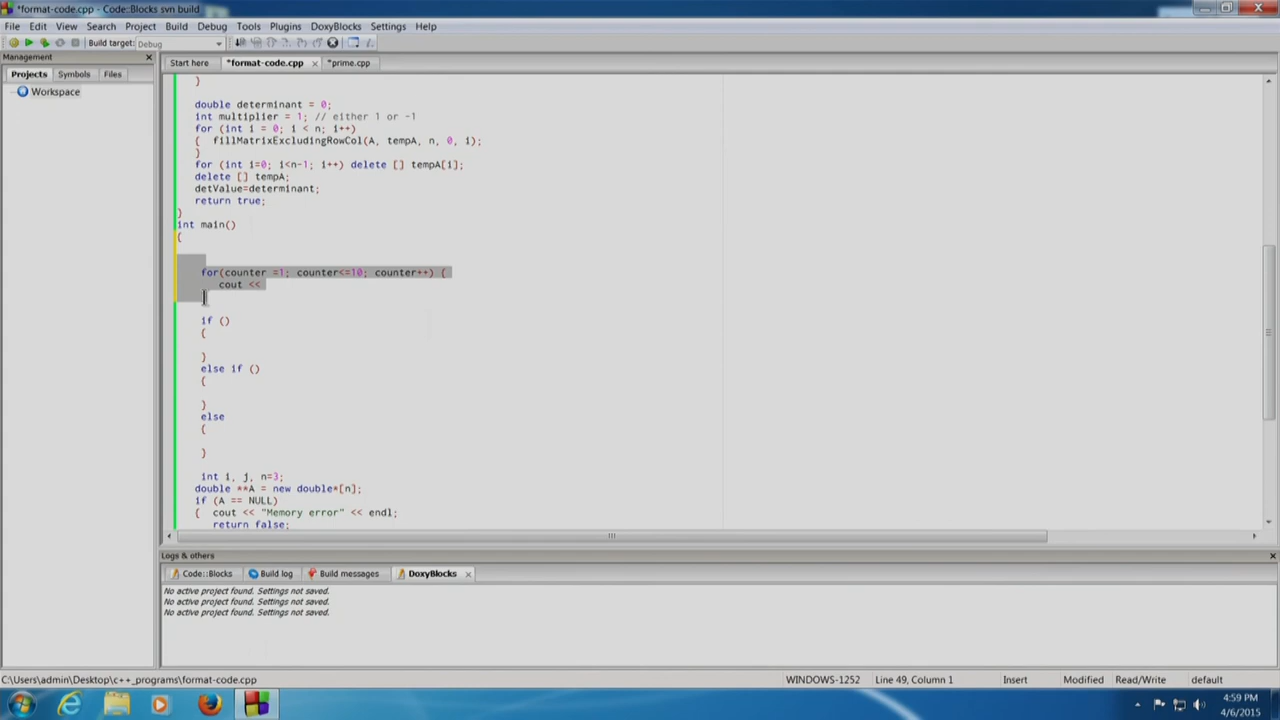 *format-code.cpp - Code::Blocks svn build
File Edit View Search Project Build Debug Tools Plugins DoxyBlocks Settings Help
Build target: Debug
Management
Projects Symbols Files
Workspace
Start here *format-code.cpp *prime.cpp
}
double determinant = 0;
int multiplier = 1; // either 1 or -1
for (int i = 0; i < n; i++)
{ fillMatrixExcludingRowCol(A, tempA, n, 0, i);
}
for (int i=0; i<n-1; i++) delete [] tempA[i];
delete [] tempA;
detValue=determinant;
return true;
}
int main()
{
for(counter =1; counter<=10; counter++) {
cout <<
}
if ()
{
}
else if ()
{
}
else
{
}
int i, j, n=3;
double **A = new double*[n];
if (A == NULL)
{ cout << "Memory error" << endl;
return false;
Logs & others
Code::Blocks Build log Build messages DoxyBlocks
No active project found. Settings not saved.
No active project found. Settings not saved.
No active project found. Settings not saved.
C:\Users\admin\Desktop\c++_programs\format-code.cpp WINDOWS-1252 Line 49, Column 1 Insert Modified Read/Write default
4:59 PM
4/6/2015